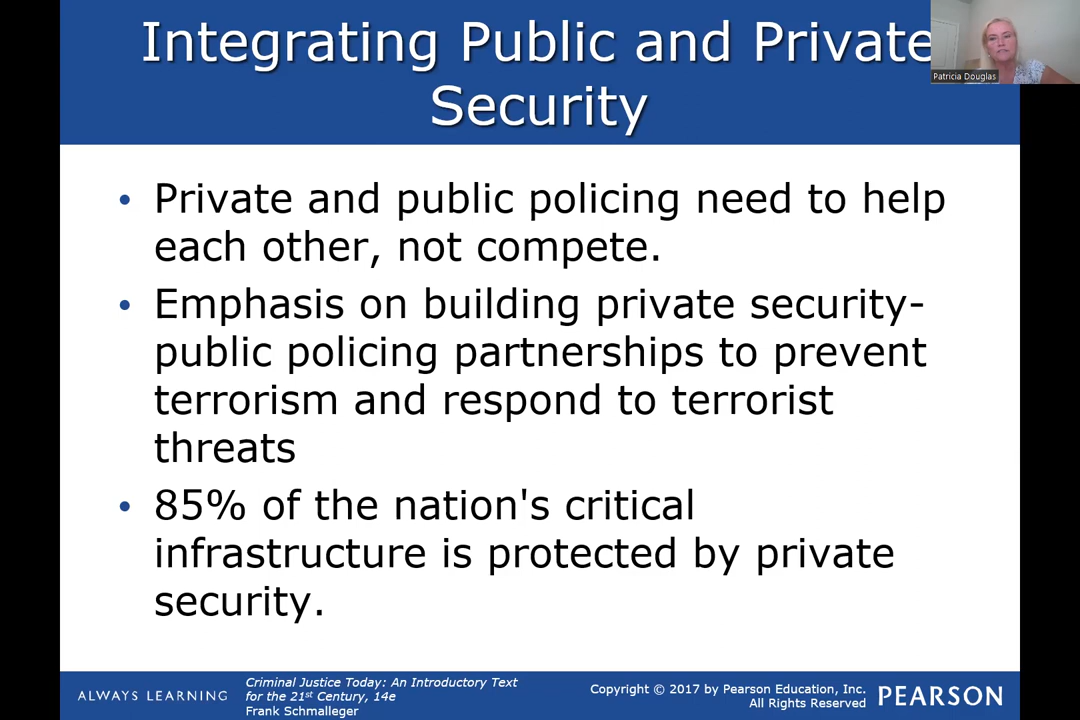 Integrating Public and Private
Security
Patricia Douglas
• Private and public policing need to help
each other, not compete.
• Emphasis on building private security-
public policing partnerships to prevent
terrorism and respond to terrorist
threats
• 85% of the nation's critical
infrastructure is protected by private
security.
ALWAYS LEARNING
Criminal Justice Today: An Introductory Text
for the 21st Century, 14e
Frank Schmalleger
Copyright © 2017 by Pearson Education, Inc.
All Rights Reserved
PEARSON